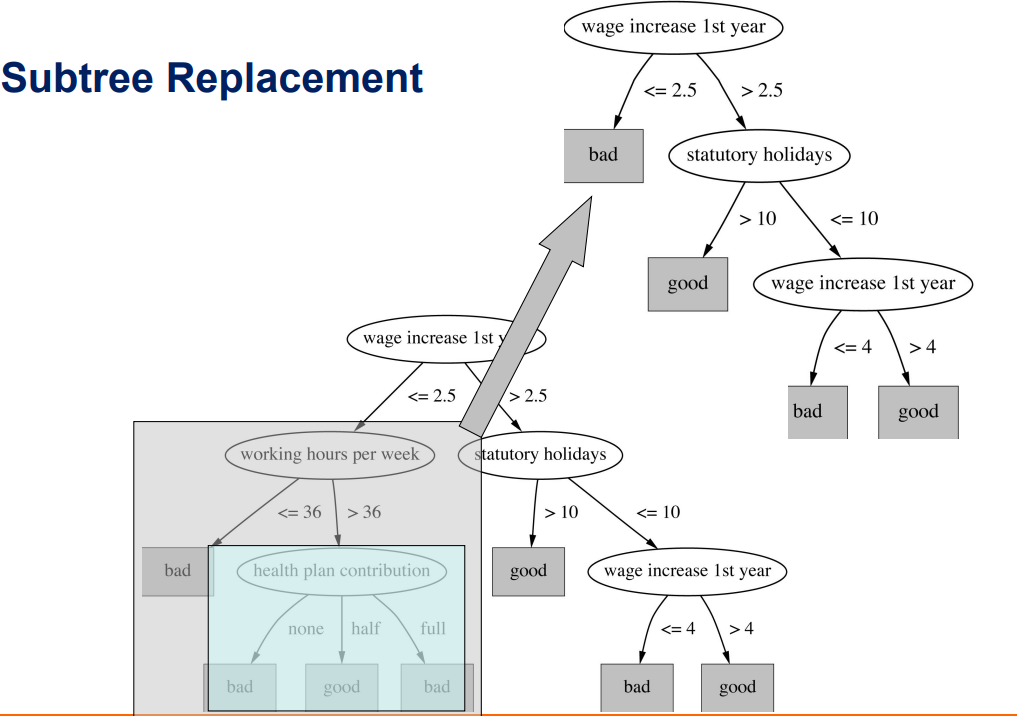 wage increase 1st year
Subtree Replacement
<= 2.5 > 2.5
bad statutory holidays
> 10 <= 10
good wage increase 1st year
<= 4 > 4
bad good
wage increase 1st y
<= 2.5 > 2.5
working hours per week statutory holidays
<= 36 > 36 > 10 <= 10
bad health plan contribution good wage increase 1st year
none half full <= 4 > 4
bad good bad bad good